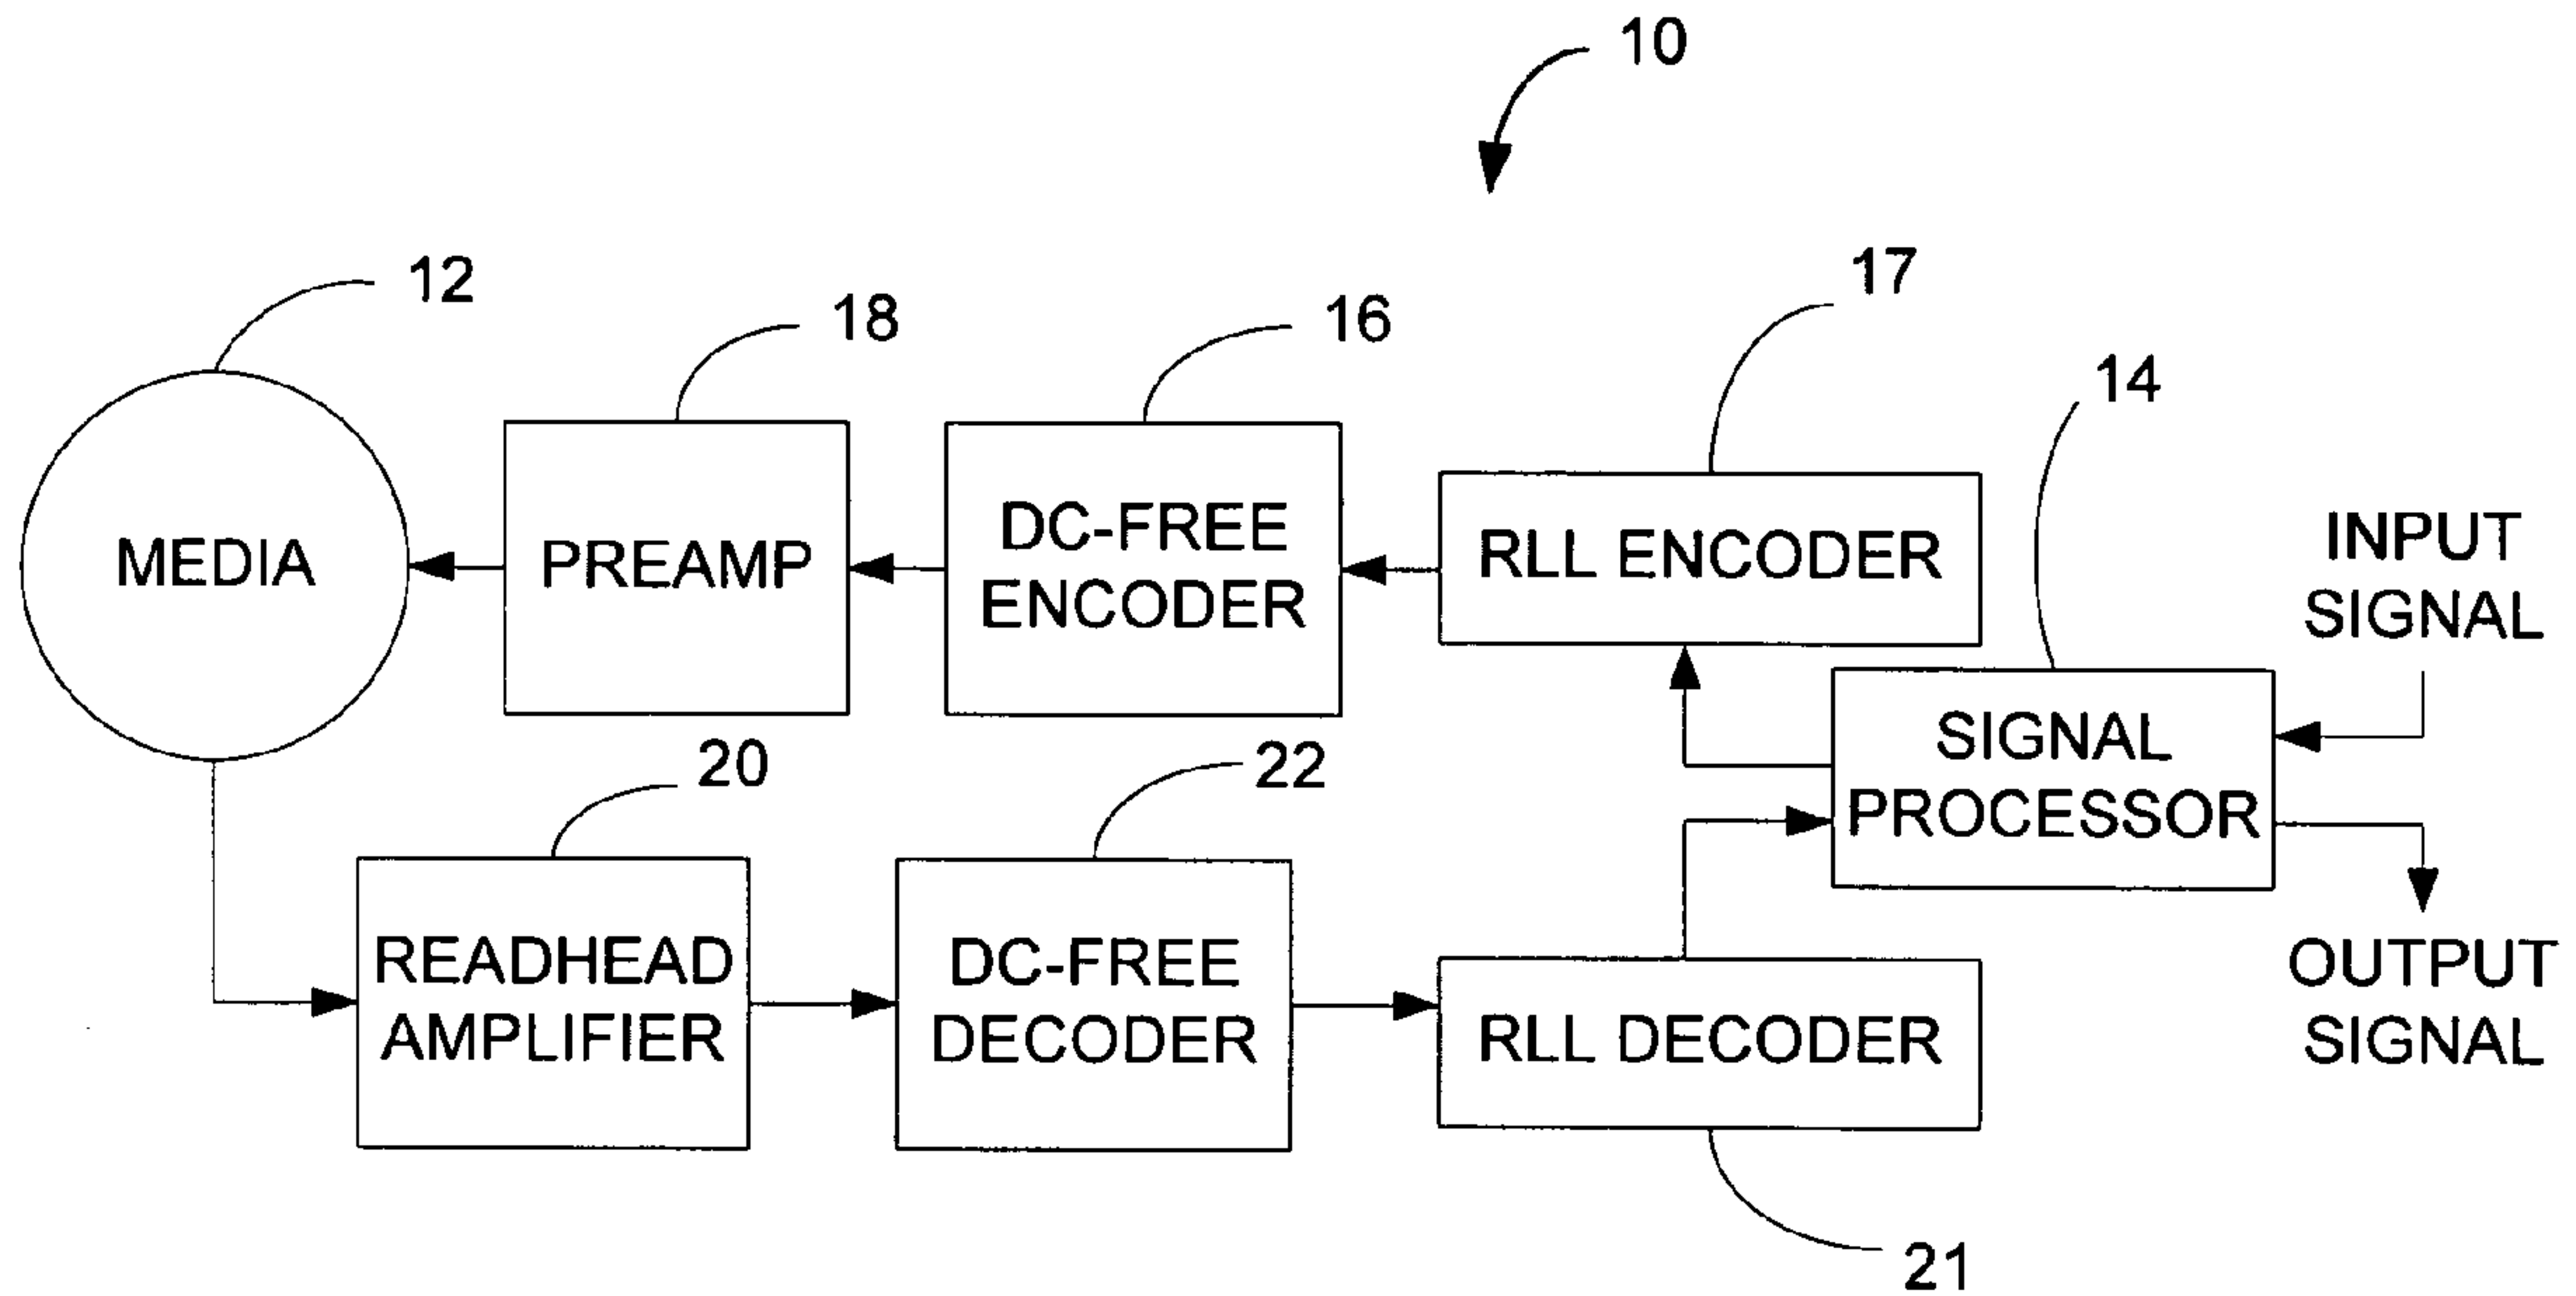 10
12
18
16
17
14
MEDIA
PREAMP
DC-FREE
ENCODER
RLL ENCODER
INPUT
SIGNAL
SIGNAL
PROCESSOR
20
22
READHEAD
AMPLIFIER
DC-FREE
DECODER
RLL DECODER
OUTPUT
SIGNAL
21